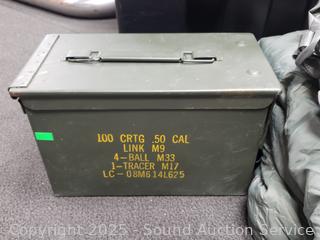 100 CRTG .50 CAL
LINK M9
4-BALL M33
1-TRACER M17
LC-08M614L625
Copyright 2025 - Sound Auction Service